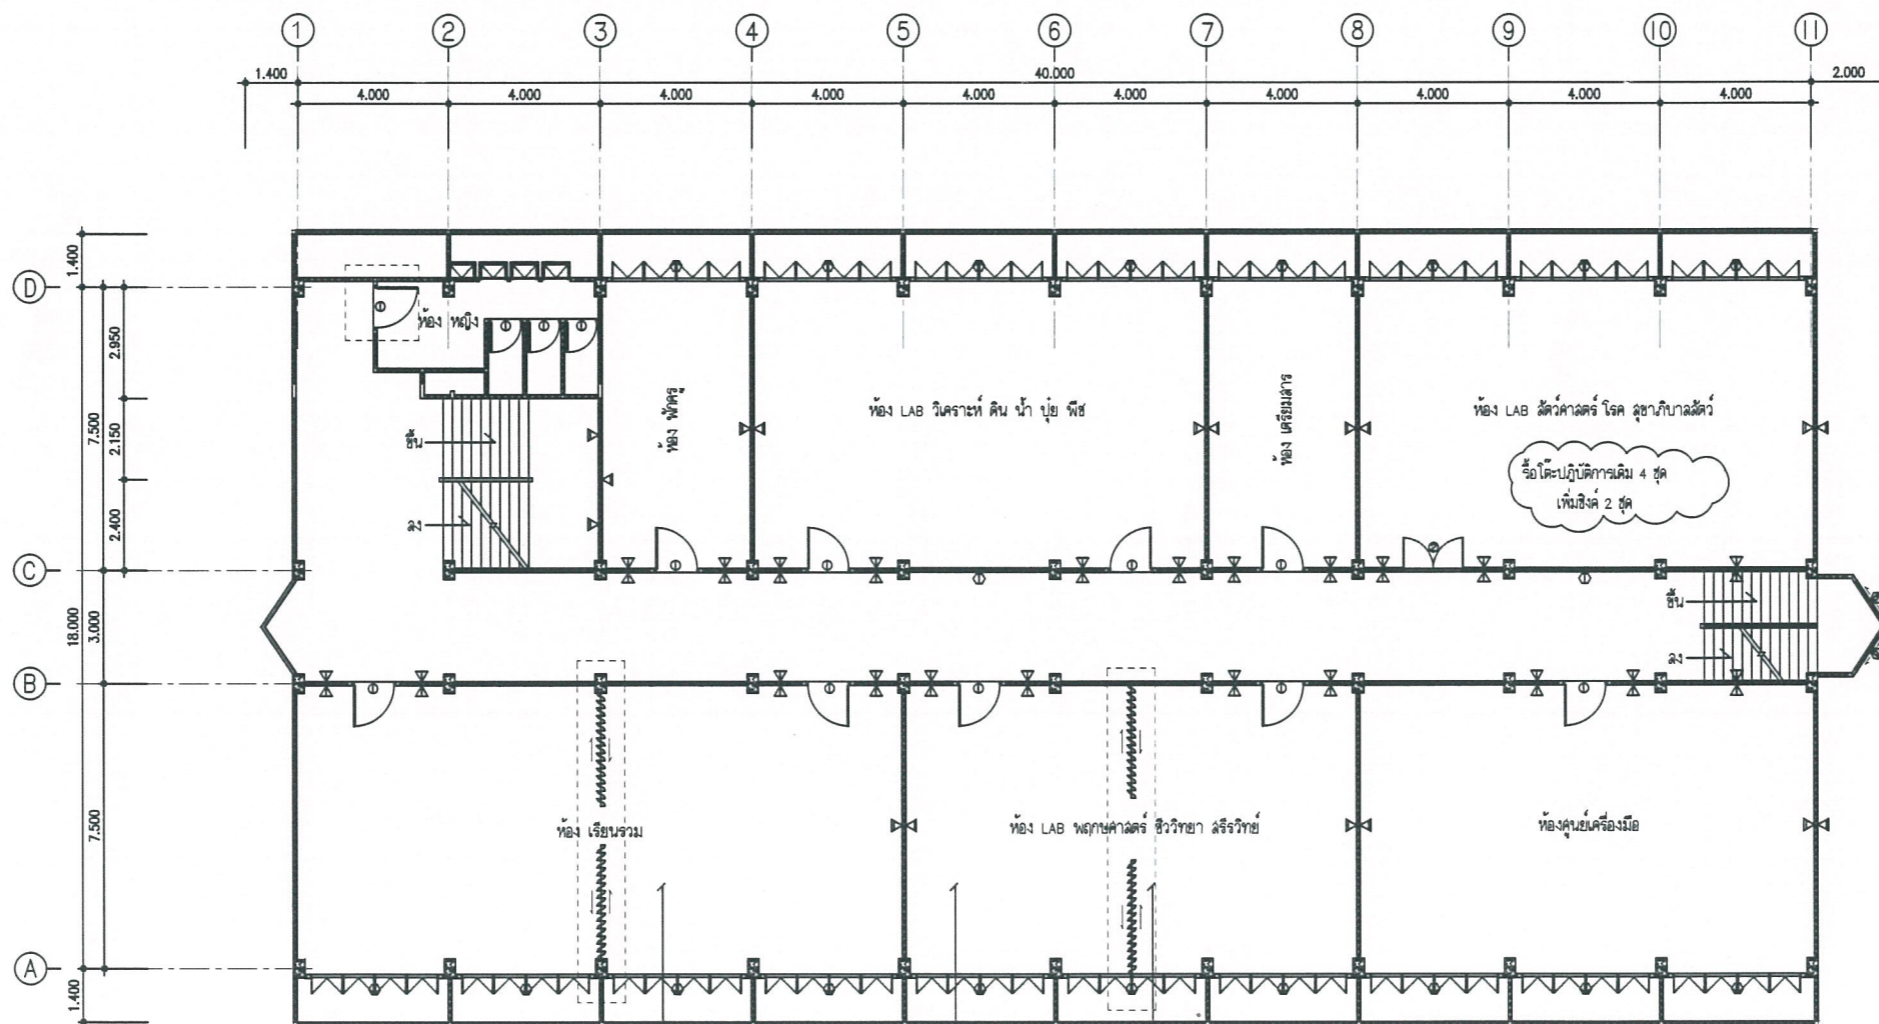 1 2 3 4 5 6 7 8 9 10 11
1.400 40.000 2.000
4.000 4.000 4.000 4.000 4.000 4.000 4.000 4.000 4.000 4.000
1.400
D
ห้อง หญิง
2.950
7.500
2.150
2.400
ห้อง พักครู
ห้อง LAB วิเคราะห์ ดิน น้ำ ปุ๋ย พืช
ห้อง เตรียมสาร
ห้อง LAB สัตว์ศาสตร์ โรค สุขาภิบาลสัตว์
รื้อโต๊ะปฏิบัติการเดิม 4 ชุด
เพิ่มซิงค์ 2 ชุด
ขึ้น
ลง
C
18.000
3.000
ขึ้น
ลง
B
7.500
ห้อง เรียนรวม
ห้อง LAB พฤกษศาสตร์ ชีววิทยา สรีรวิทย์
ห้องศูนย์เครื่องมือ
A
1.400